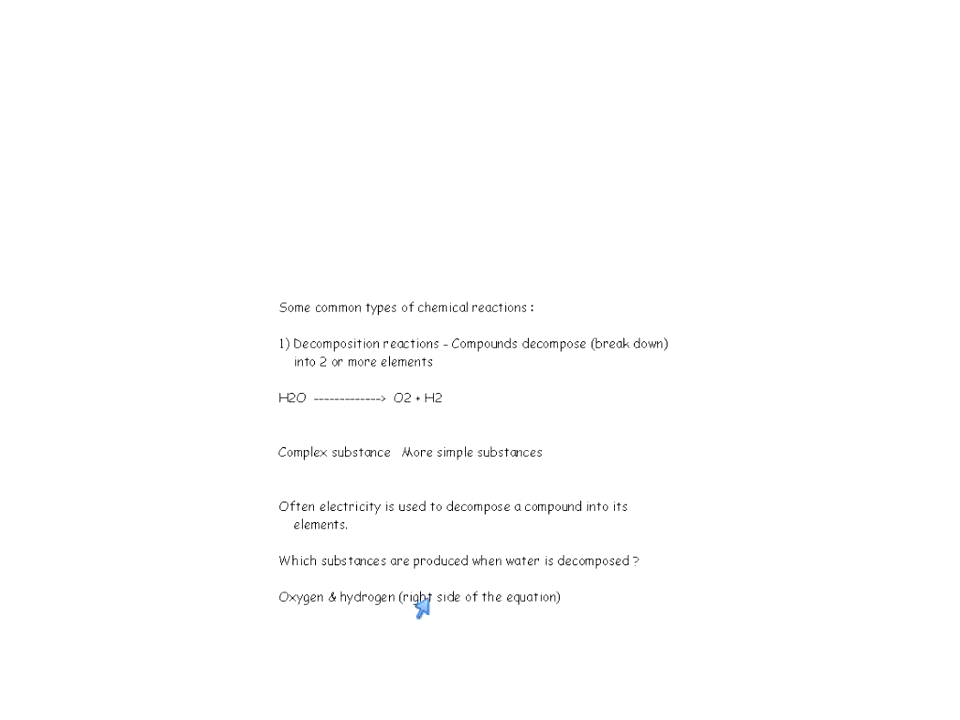 Some common types of chemical reactions :
1) Decomposition reactions - Compounds decompose (break down)
into 2 or more elements
H2O -------------> O2 + H2
Complex substance More simple substances
Often electricity is used to decompose a compound into its
elements.
Which substances are produced when water is decomposed ?
Oxygen & hydrogen (right side of the equation)